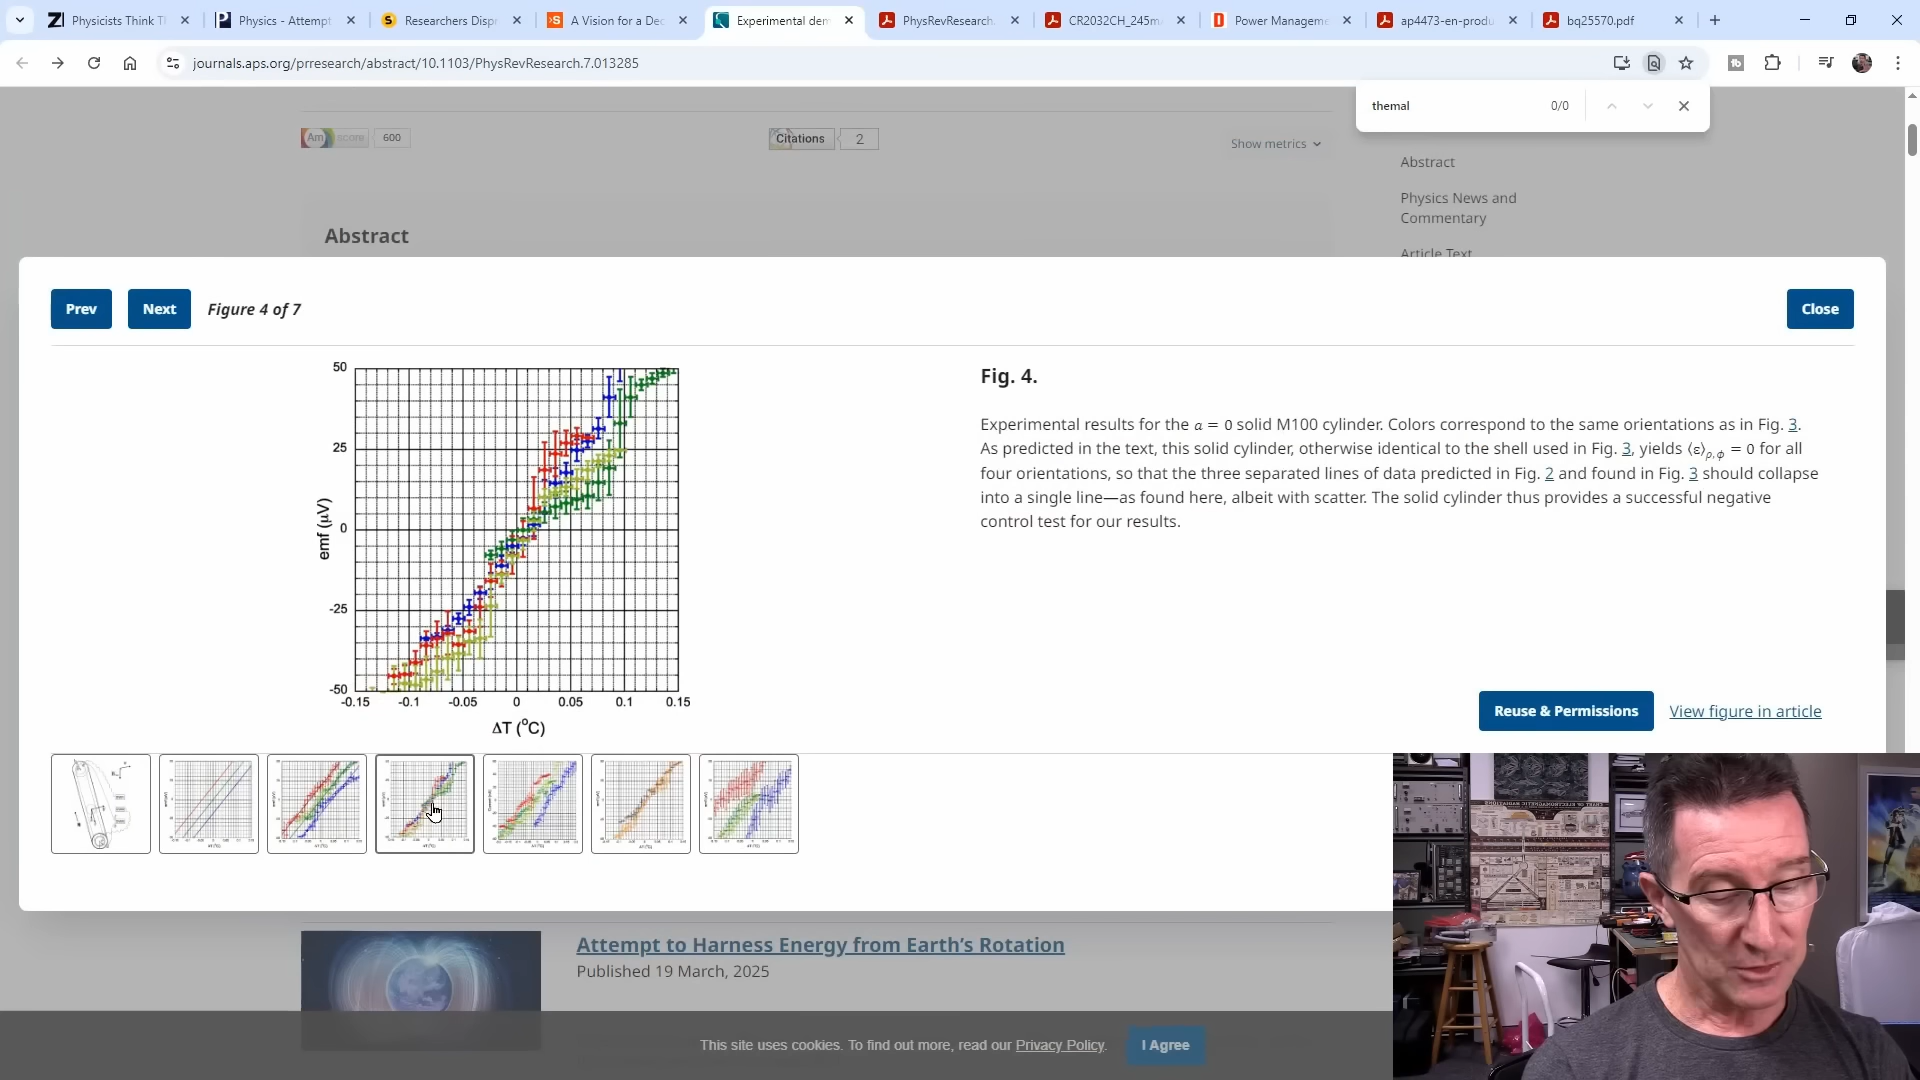 Physicists Think T
Physics - Attempt
Researchers Disp
A Vision for a Dec
Experimental dem
PhysRevResearch.
CR2032CH_245m
Power Manageme
ap4473-en-produ
bq25570.pdf
journals.aps.org/prresearch/abstract/10.1103/PhysRevResearch.7.013285
themal
0/0
Am score 600
Citations 2
Show metrics
Abstract
Physics News and
Commentary
Article Text
Abstract
Prev
Next
Figure 4 of 7
Close
50
25
0
-25
-50
emf (μV)
-0.15 -0.1 -0.05 0 0.05 0.1 0.15
ΔT (°C)
Fig. 4.
Experimental results for the a = 0 solid M100 cylinder. Colors correspond to the same orientations as in Fig. 3.
As predicted in the text, this solid cylinder, otherwise identical to the shell used in Fig. 3, yields ⟨ε⟩ρ,ϕ = 0 for all
four orientations, so that the three separated lines of data predicted in Fig. 2 and found in Fig. 3 should collapse
into a single line—as found here, albeit with scatter. The solid cylinder thus provides a successful negative
control test for our results.
Reuse & Permissions
View figure in article
Attempt to Harness Energy from Earth's Rotation
Published 19 March, 2025
This site uses cookies. To find out more, read our Privacy Policy.
I Agree